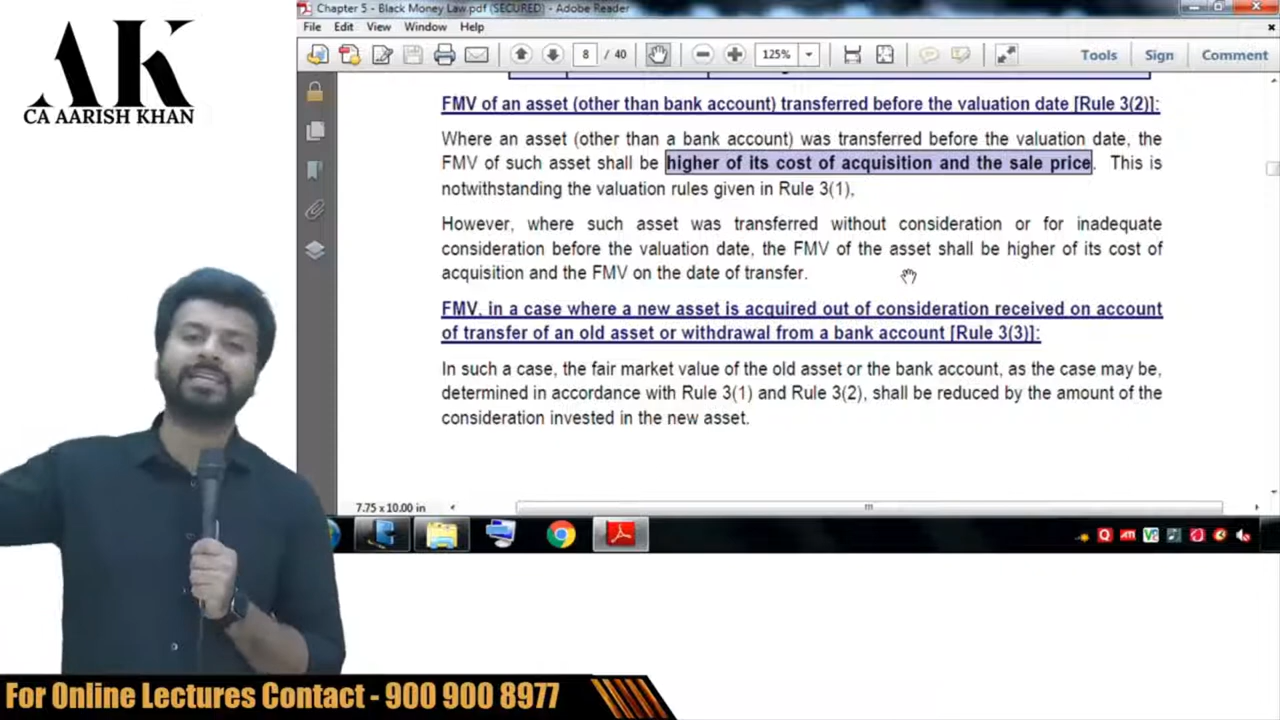 AK
CA AARISH KHAN
Chapter 5 - Black Money Law.pdf (SECURED) - Adobe Reader
File Edit View Window Help
8 / 40 125% Tools Sign Comment
FMV of an asset (other than bank account) transferred before the valuation date [Rule 3(2)]:
Where an asset (other than a bank account) was transferred before the valuation date, the
FMV of such asset shall be higher of its cost of acquisition and the sale price. This is
notwithstanding the valuation rules given in Rule 3(1).
However, where such asset was transferred without consideration or for inadequate
consideration before the valuation date, the FMV of the asset shall be higher of its cost of
acquisition and the FMV on the date of transfer.
FMV, in a case where a new asset is acquired out of consideration received on account
of transfer of an old asset or withdrawal from a bank account [Rule 3(3)]:
In such a case, the fair market value of the old asset or the bank account, as the case may be,
determined in accordance with Rule 3(1) and Rule 3(2), shall be reduced by the amount of the
consideration invested in the new asset.
7.75 x 10.00 in
For Online Lectures Contact - 900 900 8977